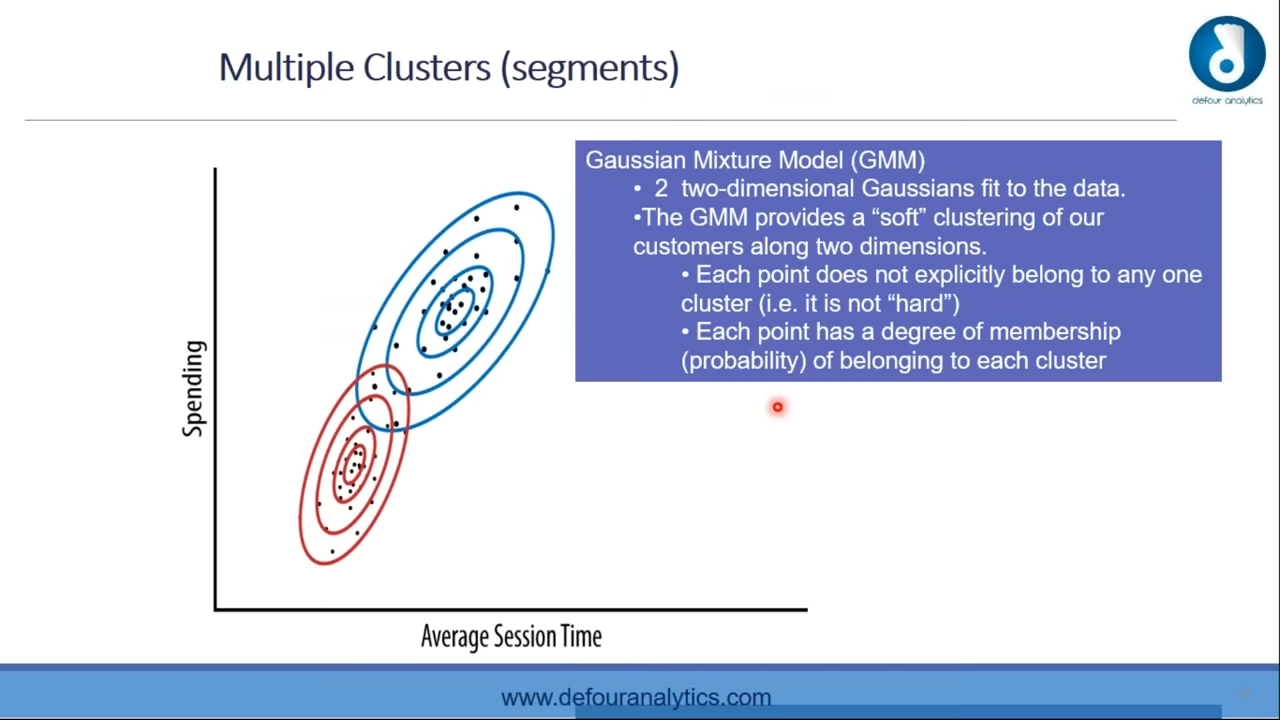 Multiple Clusters (segments)
defour analytics
Gaussian Mixture Model (GMM)
• 2 two-dimensional Gaussians fit to the data.
•The GMM provides a “soft” clustering of our
customers along two dimensions.
• Each point does not explicitly belong to any one
cluster (i.e. it is not “hard”)
• Each point has a degree of membership
(probability) of belonging to each cluster
Spending
Average Session Time
www.defouranalytics.com